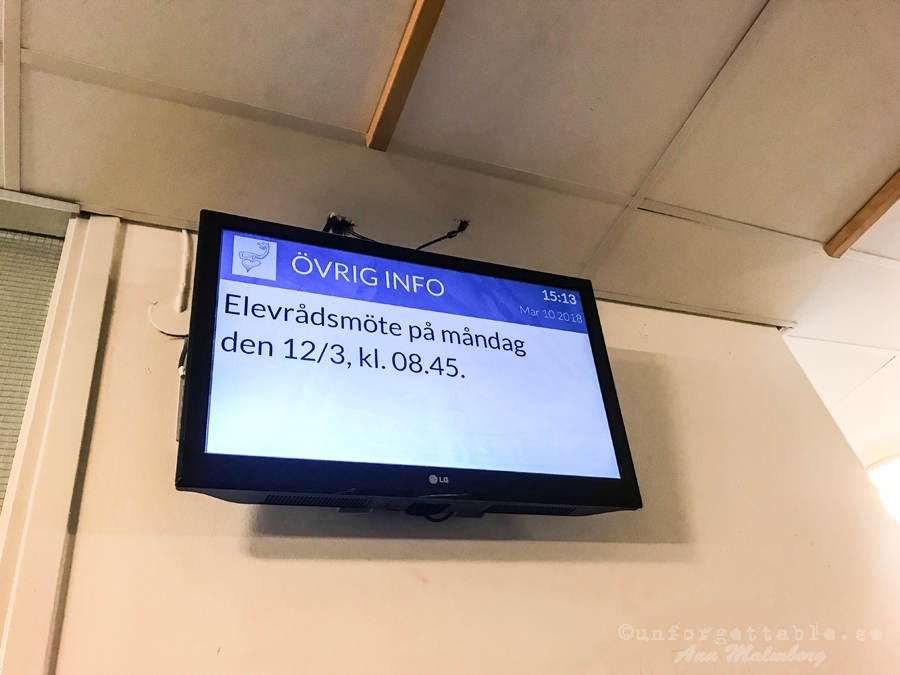 ÖVRIG INFO
15:13
Mar 10 2018
Elevrådsmöte på måndag
den 12/3, kl. 08.45.
LG
©unforgettable.se
Ann Malmberg